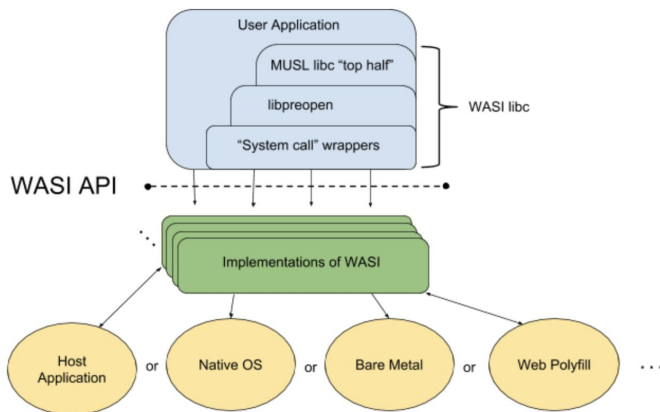 User Application
MUSL libc “top half”
libpreopen
WASI libc
“System call” wrappers
WASI API
Implementations of WASI
Host
Application
or
Native OS
or
Bare Metal
or
Web Polyfill
...